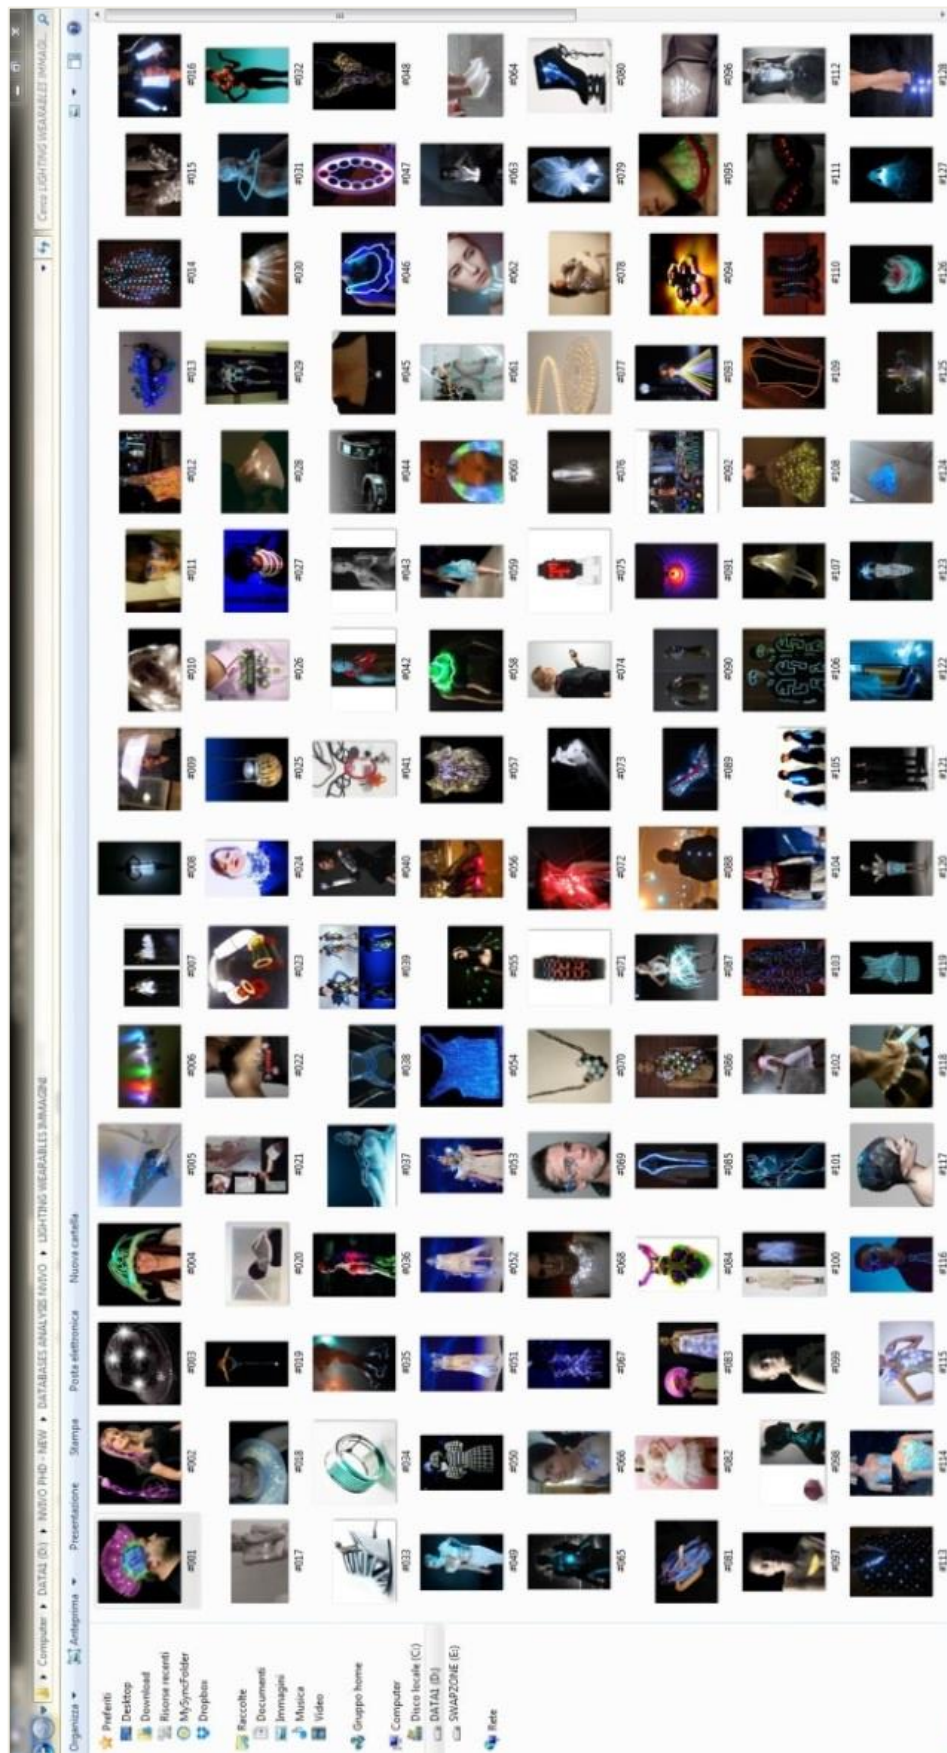 Computer ▸ DATA1 (D:) ▸ NVIVO PHD - NEW ▸ DATABASES ANALYSIS NVIVO ▸ LIGHTING WEARABLES IMMAGINI
Cerca LIGHTING WEARABLES IMMAGI...
Organizza Anteprima Presentazione Stampa Posta elettronica Nuova cartella
Preferiti
Desktop
Download
Risorse recenti
MySyncFolder
Dropbox
Raccolte
Documenti
Immagini
Musica
Video
Gruppo home
Computer
Disco locale (C:)
DATA1 (D:)
SWAPZONE (E:)
Rete
#001 #002 #003 #004 #005 #006 #007 #008 #009 #010 #011 #012 #013 #014 #015 #016
#017 #018 #019 #020 #021 #022 #023 #024 #025 #026 #027 #028 #029 #030 #031 #032
#033 #034 #035 #036 #037 #038 #039 #040 #041 #042 #043 #044 #045 #046 #047 #048
#049 #050 #051 #052 #053 #054 #055 #056 #057 #058 #059 #060 #061 #062 #063 #064
#065 #066 #067 #068 #069 #070 #071 #072 #073 #074 #075 #076 #077 #078 #079 #080
#081 #082 #083 #084 #085 #086 #087 #088 #089 #090 #091 #092 #093 #094 #095 #096
#097 #098 #099 #100 #101 #102 #103 #104 #105 #106 #107 #108 #109 #110 #111 #112
#113 #114 #115 #116 #117 #118 #119 #120 #121 #122 #123 #124 #125 #126 #127 #128